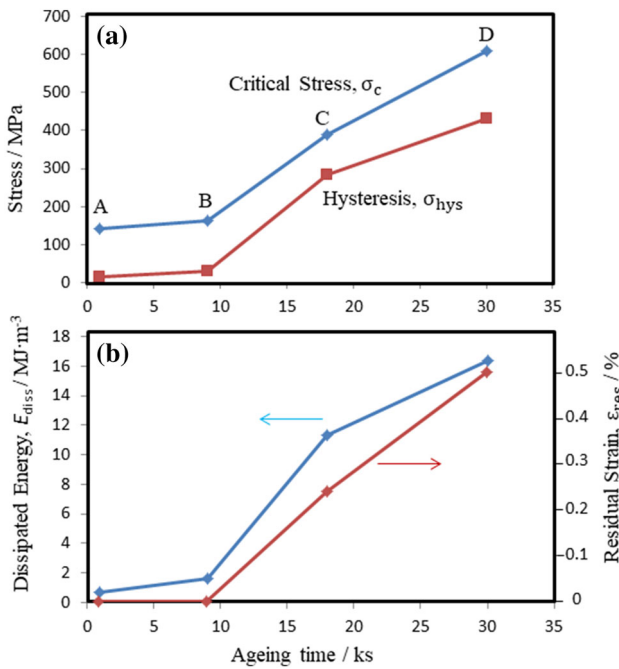 (a)
Stress / MPa
700
600
500
400
300
200
100
0
A
B
C
D
Critical Stress, σc
Hysteresis, σhys
0 5 10 15 20 25 30 35
(b)
Dissipated Energy, Ediss / MJ·m-3
18
16
14
12
10
8
6
4
2
0
0.5
0.4
0.3
0.2
0.1
0
Residual Strain, εres / %
0 5 10 15 20 25 30 35
Ageing time / ks